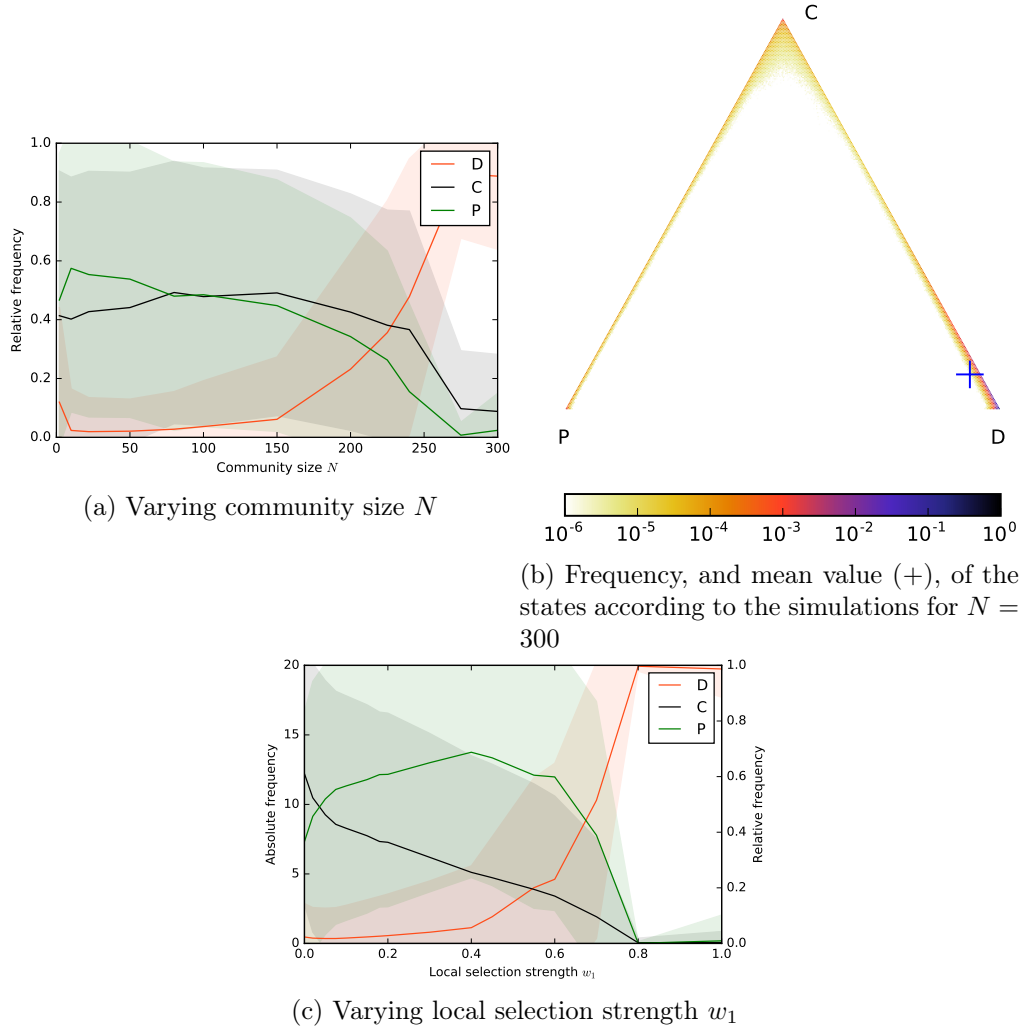 C
P
D
10^-6 10^-5 10^-4 10^-3 10^-2 10^-1 10^0
1.0
0.8
0.6
0.4
0.2
0.0
Relative frequency
D
C
P
0 50 100 150 200 250 300
Community size N
(a) Varying community size N
(b) Frequency, and mean value (+), of the
states according to the simulations for N =
300
20
15
10
5
0
Absolute frequency
D
C
P
1.0
0.8
0.6
0.4
0.2
0.0
Relative frequency
0.0 0.2 0.4 0.6 0.8 1.0
Local selection strength w₁
(c) Varying local selection strength w₁